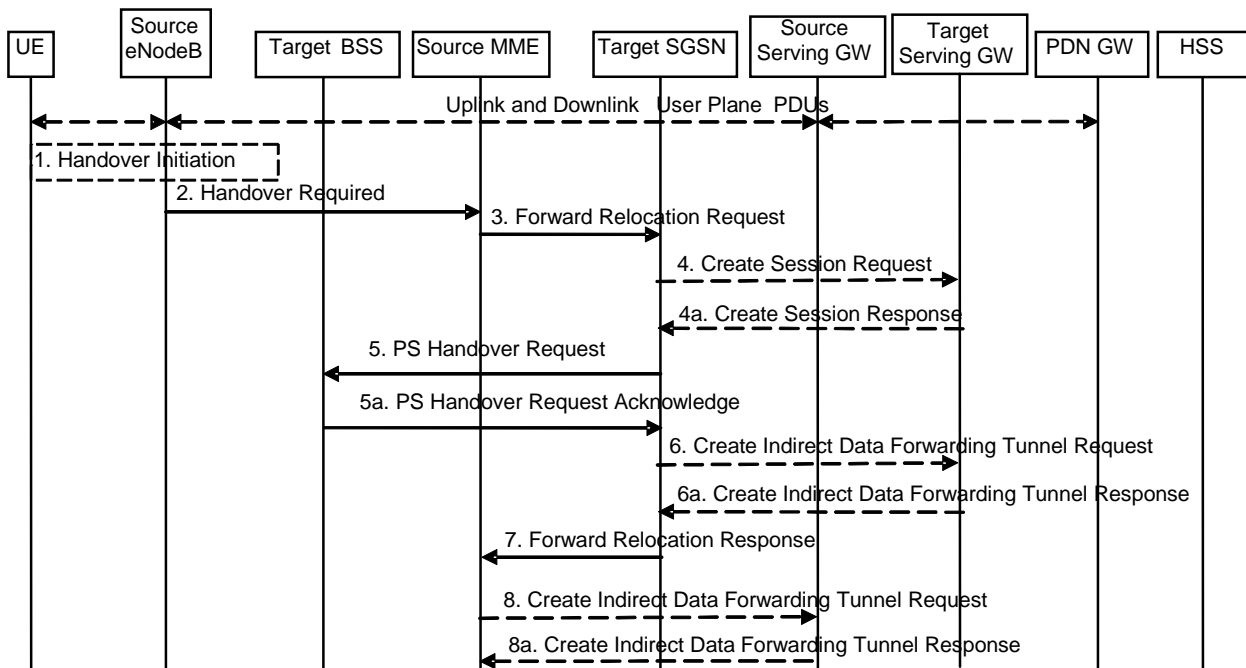 UE
Source
eNodeB
Target BSS
Source MME
Target SGSN
Source
Serving GW
Target
Serving GW
PDN GW
HSS
Uplink and Downlink User Plane PDUs
1. Handover Initiation
2. Handover Required
3. Forward Relocation Request
4. Create Session Request
4a. Create Session Response
5. PS Handover Request
5a. PS Handover Request Acknowledge
6. Create Indirect Data Forwarding Tunnel Request
6a. Create Indirect Data Forwarding Tunnel Response
7. Forward Relocation Response
8. Create Indirect Data Forwarding Tunnel Request
8a. Create Indirect Data Forwarding Tunnel Response